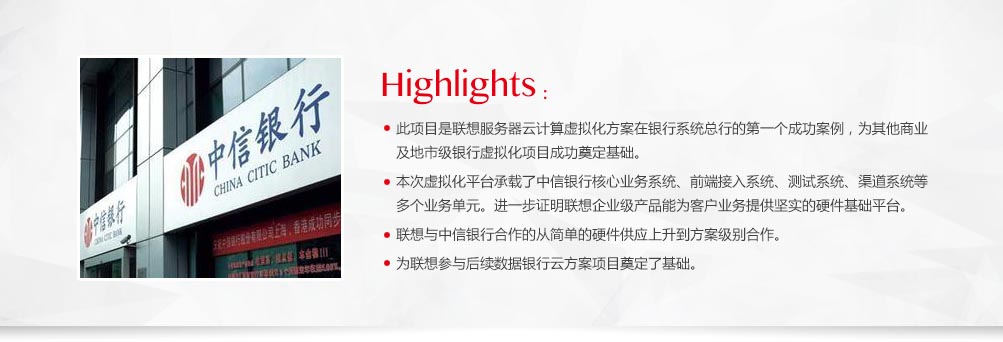 中信银行
CHINA CITIC BANK
中信银行
CHINA CITIC BANK
Highlights：
此项目是联想服务器云计算虚拟化方案在银行系统总行的第一个成功案例，为其他商业
及地市级银行虚拟化项目成功奠定基础。
本次虚拟化平台承载了中信银行核心业务系统、前端接入系统、测试系统、渠道系统等
多个业务单元。进一步证明联想企业级产品能为客户业务提供坚实的硬件基础平台。
联想与中信银行合作的从简单的硬件供应上升到方案级别合作。
为联想参与后续数据银行云方案项目奠定了基础。